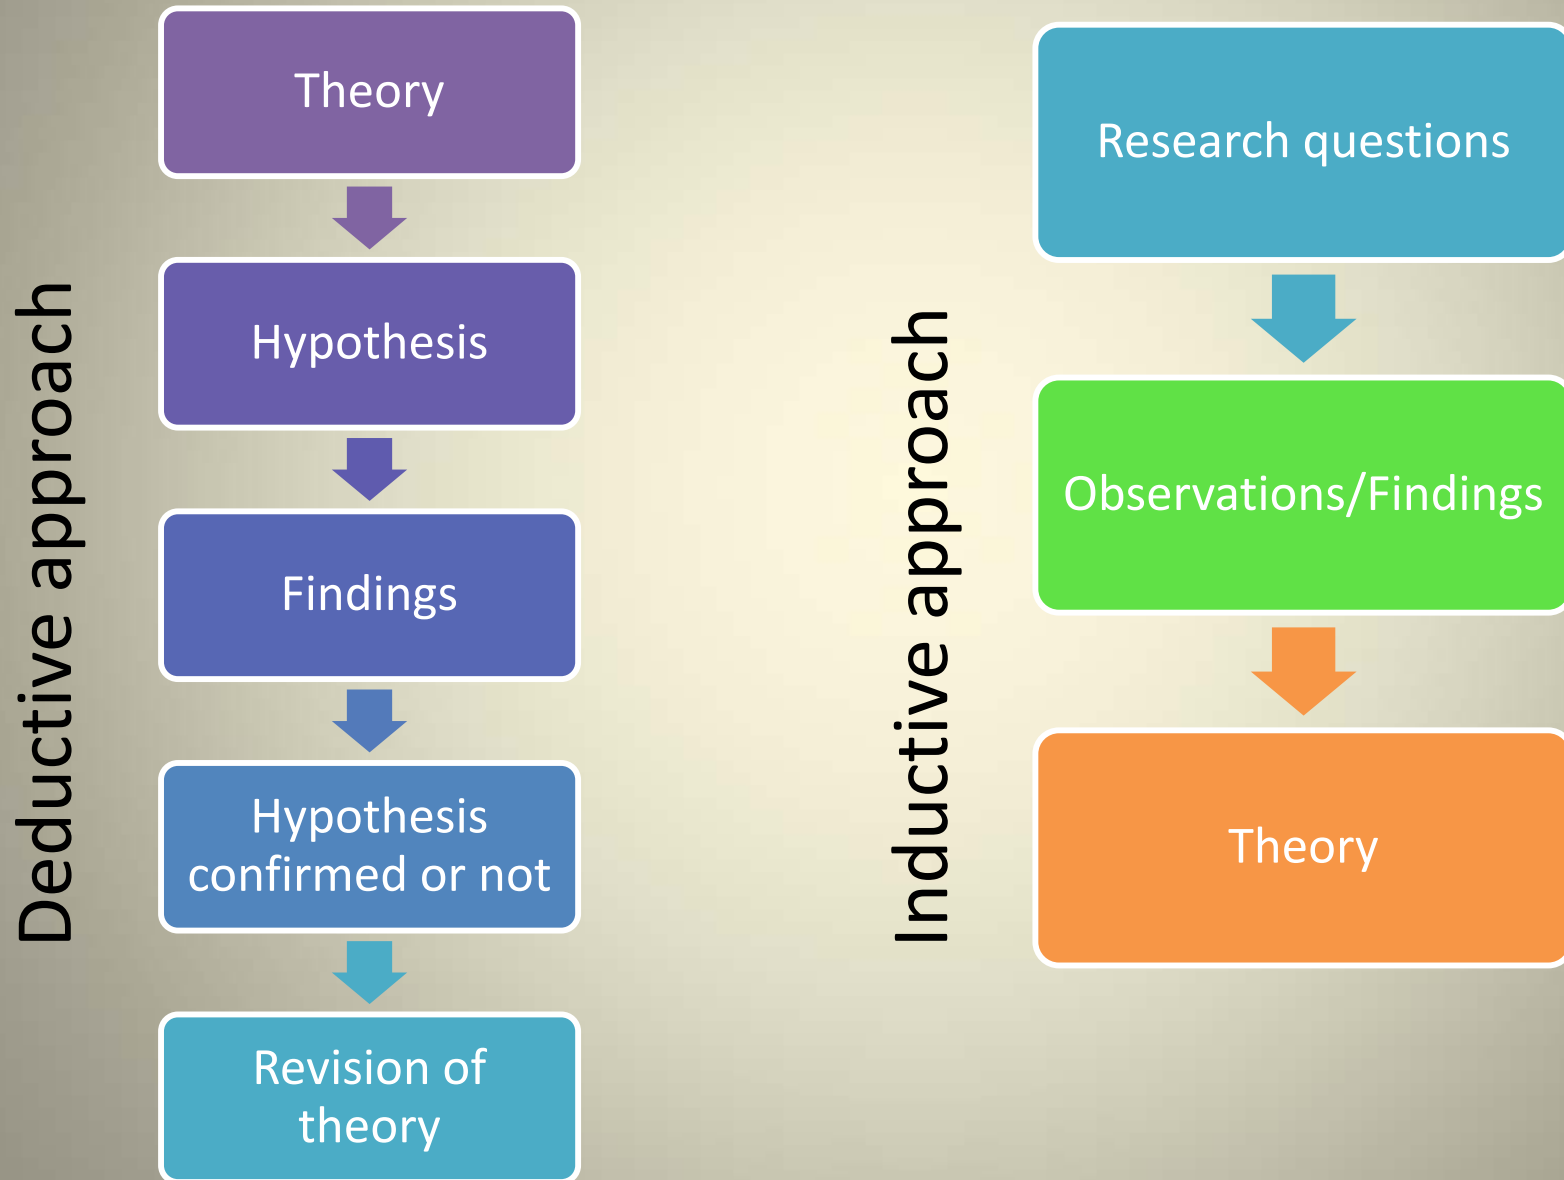 Deductive approach
Theory
Hypothesis
Findings
Hypothesis
confirmed or not
Revision of
theory
Inductive approach
Research questions
Observations/Findings
Theory